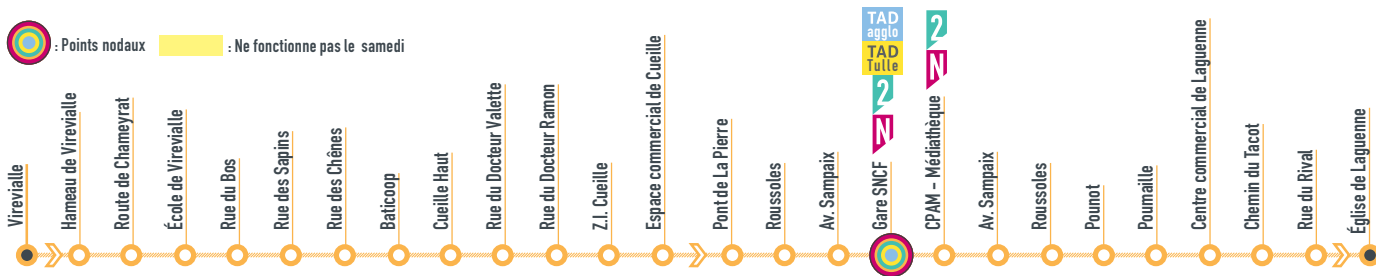 : Points nodaux
: Ne fonctionne pas le samedi
Virevialle
Hameau de Virevialle
Route de Chameyrat
École de Virevialle
Rue du Bos
Rue des Sapins
Rue des Chênes
Baticoop
Cueille Haut
Rue du Docteur Valette
Rue du Docteur Ramon
Z.I. Cueille
Espace commercial de Cueille
Pont de La Pierre
Roussoles
Av. Sampaix
TAD
agglo
TAD
Tulle
2
N
Gare SNCF
2
N
CPAM – Médiathèque
Av. Sampaix
Roussoles
Pounot
Poumaille
Centre commercial de Laguenne
Chemin du Tacot
Rue du Rival
Église de Laguenne